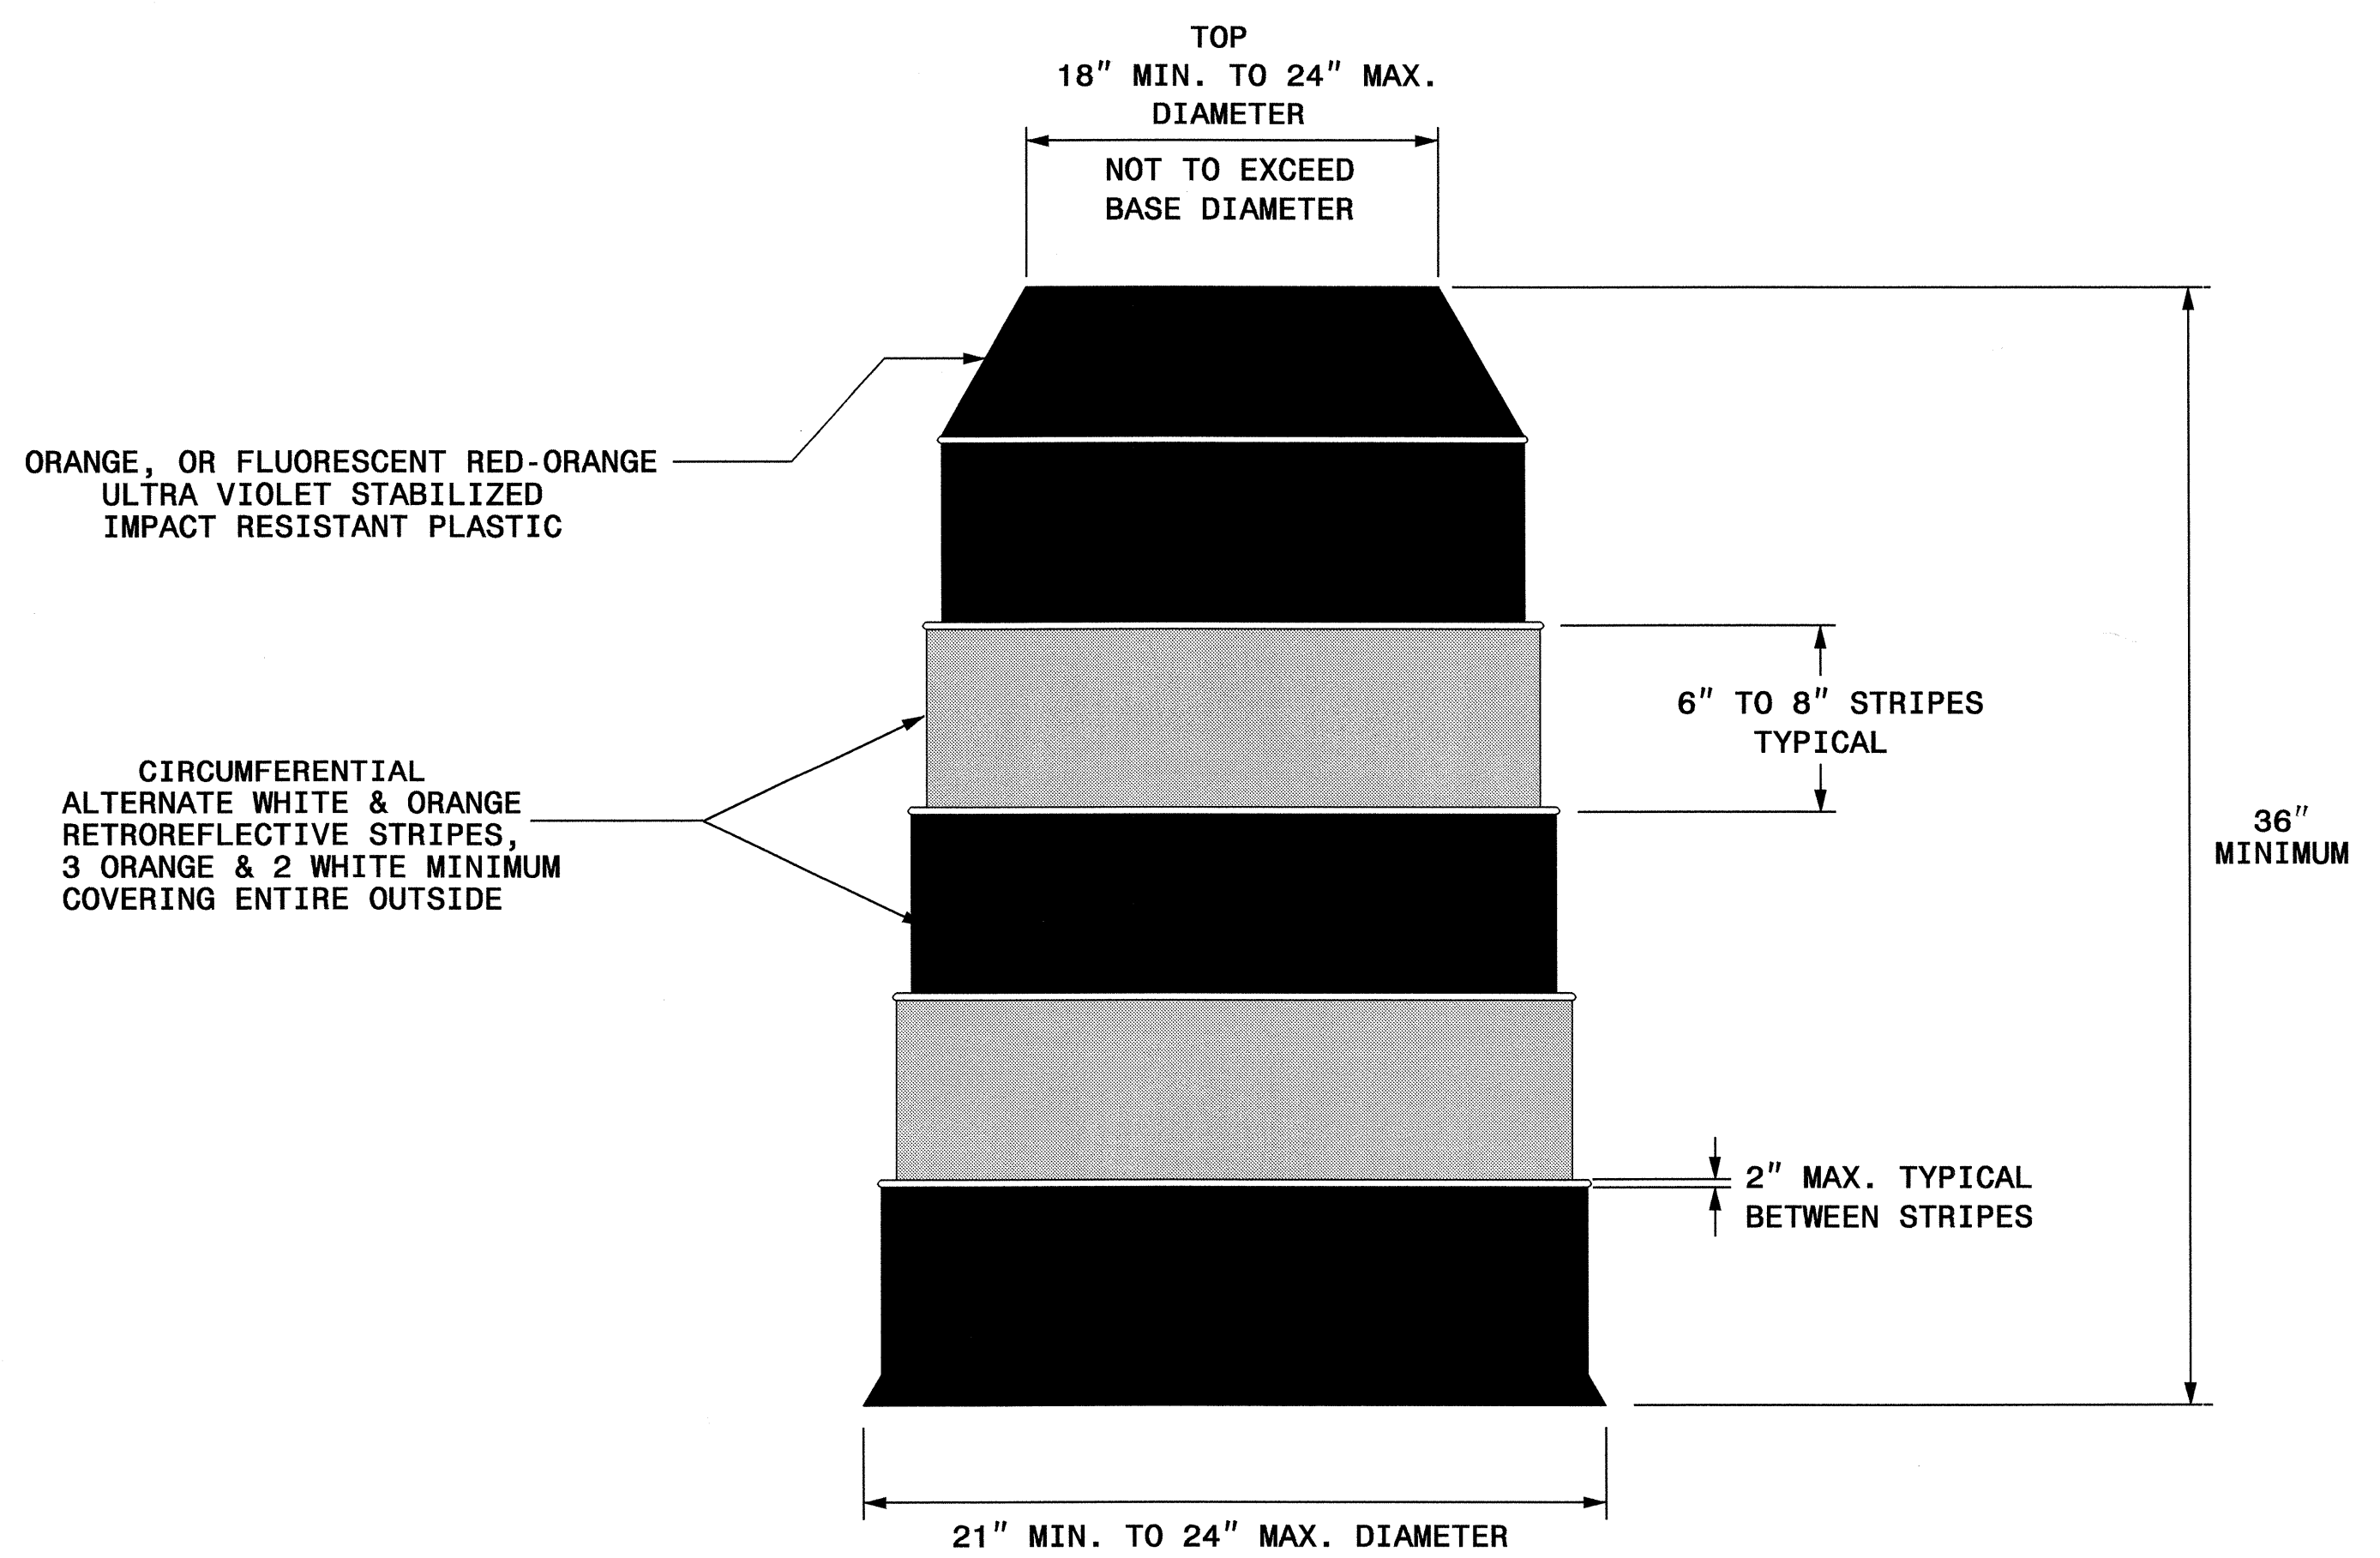 TOP
18" MIN. TO 24" MAX.
DIAMETER
NOT TO EXCEED
BASE DIAMETER
ORANGE, OR FLUORESCENT RED-ORANGE
ULTRA VIOLET STABILIZED
IMPACT RESISTANT PLASTIC
6" TO 8" STRIPES
TYPICAL
CIRCUMFERENTIAL
ALTERNATE WHITE & ORANGE
RETROREFLECTIVE STRIPES,
3 ORANGE & 2 WHITE MINIMUM
COVERING ENTIRE OUTSIDE
36"
MINIMUM
2" MAX. TYPICAL
BETWEEN STRIPES
21" MIN. TO 24" MAX. DIAMETER